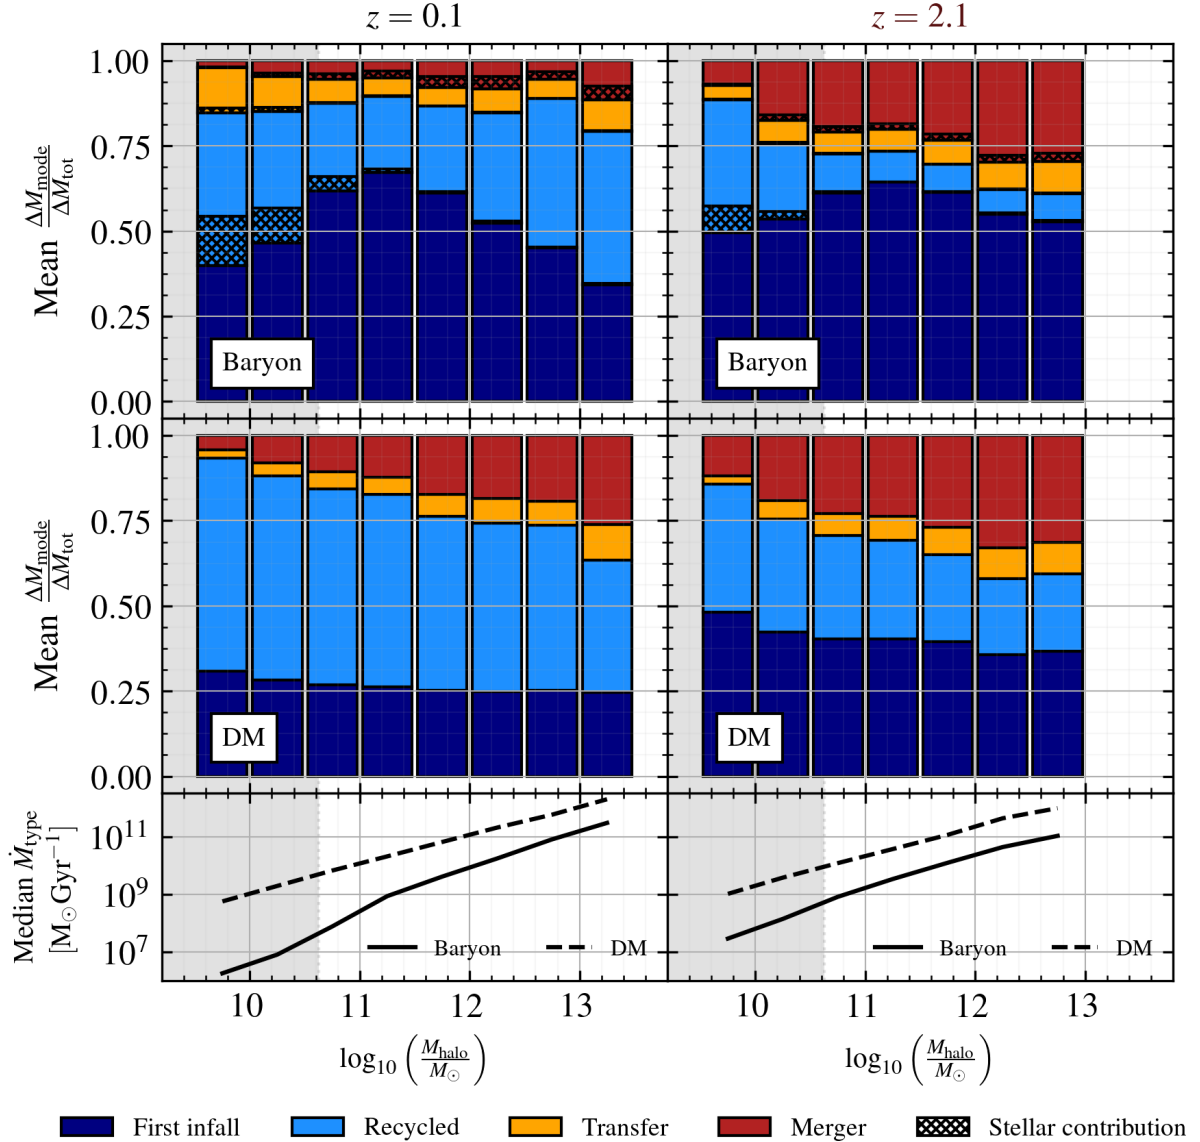 z = 0.1
z = 2.1
1.00
0.75
0.50
0.25
0.00
Mean ΔM_mode / ΔM_tot
Baryon
Baryon
1.00
0.75
0.50
0.25
0.00
Mean ΔM_mode / ΔM_tot
DM
DM
10^11
10^9
10^7
Median Ṁ_type
[M_⊙Gyr^−1]
Baryon DM
Baryon DM
10 11 12 13
10 11 12 13
log_10 (M_halo / M_⊙)
log_10 (M_halo / M_⊙)
First infall Recycled Transfer Merger Stellar contribution